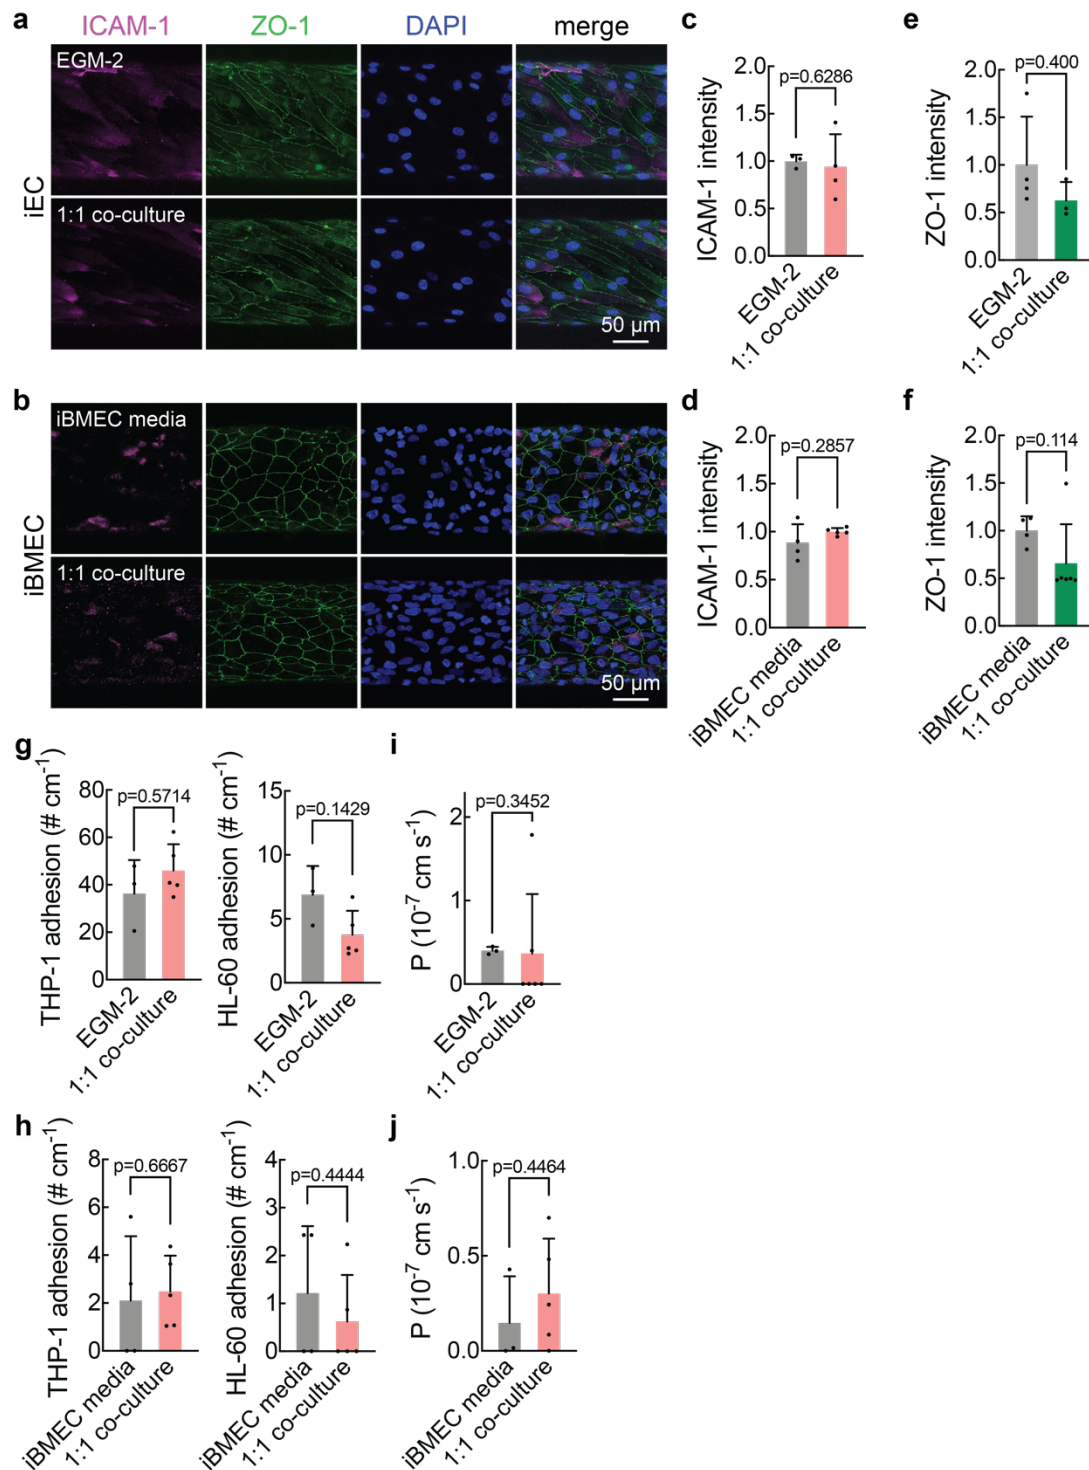 a
ICAM-1 ZO-1 DAPI merge
iEC
EGM-2
1:1 co-culture
50 µm
b
iBMEC
iBMEC media
1:1 co-culture
50 µm
c
ICAM-1 intensity
2.0
1.5
1.0
0.5
0.0
p=0.6286
EGM-2
1:1 co-culture
e
ZO-1 intensity
2.0
1.5
1.0
0.5
0.0
p=0.400
EGM-2
1:1 co-culture
d
ICAM-1 intensity
2.0
1.5
1.0
0.5
0.0
p=0.2857
iBMEC media
1:1 co-culture
f
ZO-1 intensity
2.0
1.5
1.0
0.5
0.0
p=0.114
iBMEC media
1:1 co-culture
g
THP-1 adhesion (# cm⁻¹)
80
60
40
20
0
p=0.5714
EGM-2
1:1 co-culture
HL-60 adhesion (# cm⁻¹)
15
10
5
0
p=0.1429
EGM-2
1:1 co-culture
i
P (10⁻⁷ cm s⁻¹)
2
1
0
p=0.3452
EGM-2
1:1 co-culture
h
THP-1 adhesion (# cm⁻¹)
8
6
4
2
0
p=0.6667
iBMEC media
1:1 co-culture
HL-60 adhesion (# cm⁻¹)
4
3
2
1
0
p=0.4444
iBMEC media
1:1 co-culture
j
P (10⁻⁷ cm s⁻¹)
1.0
0.5
0.0
p=0.4464
iBMEC media
1:1 co-culture